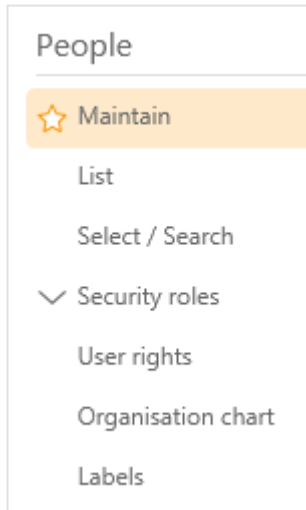 People
Maintain
List
Select / Search
Security roles
User rights
Organisation chart
Labels